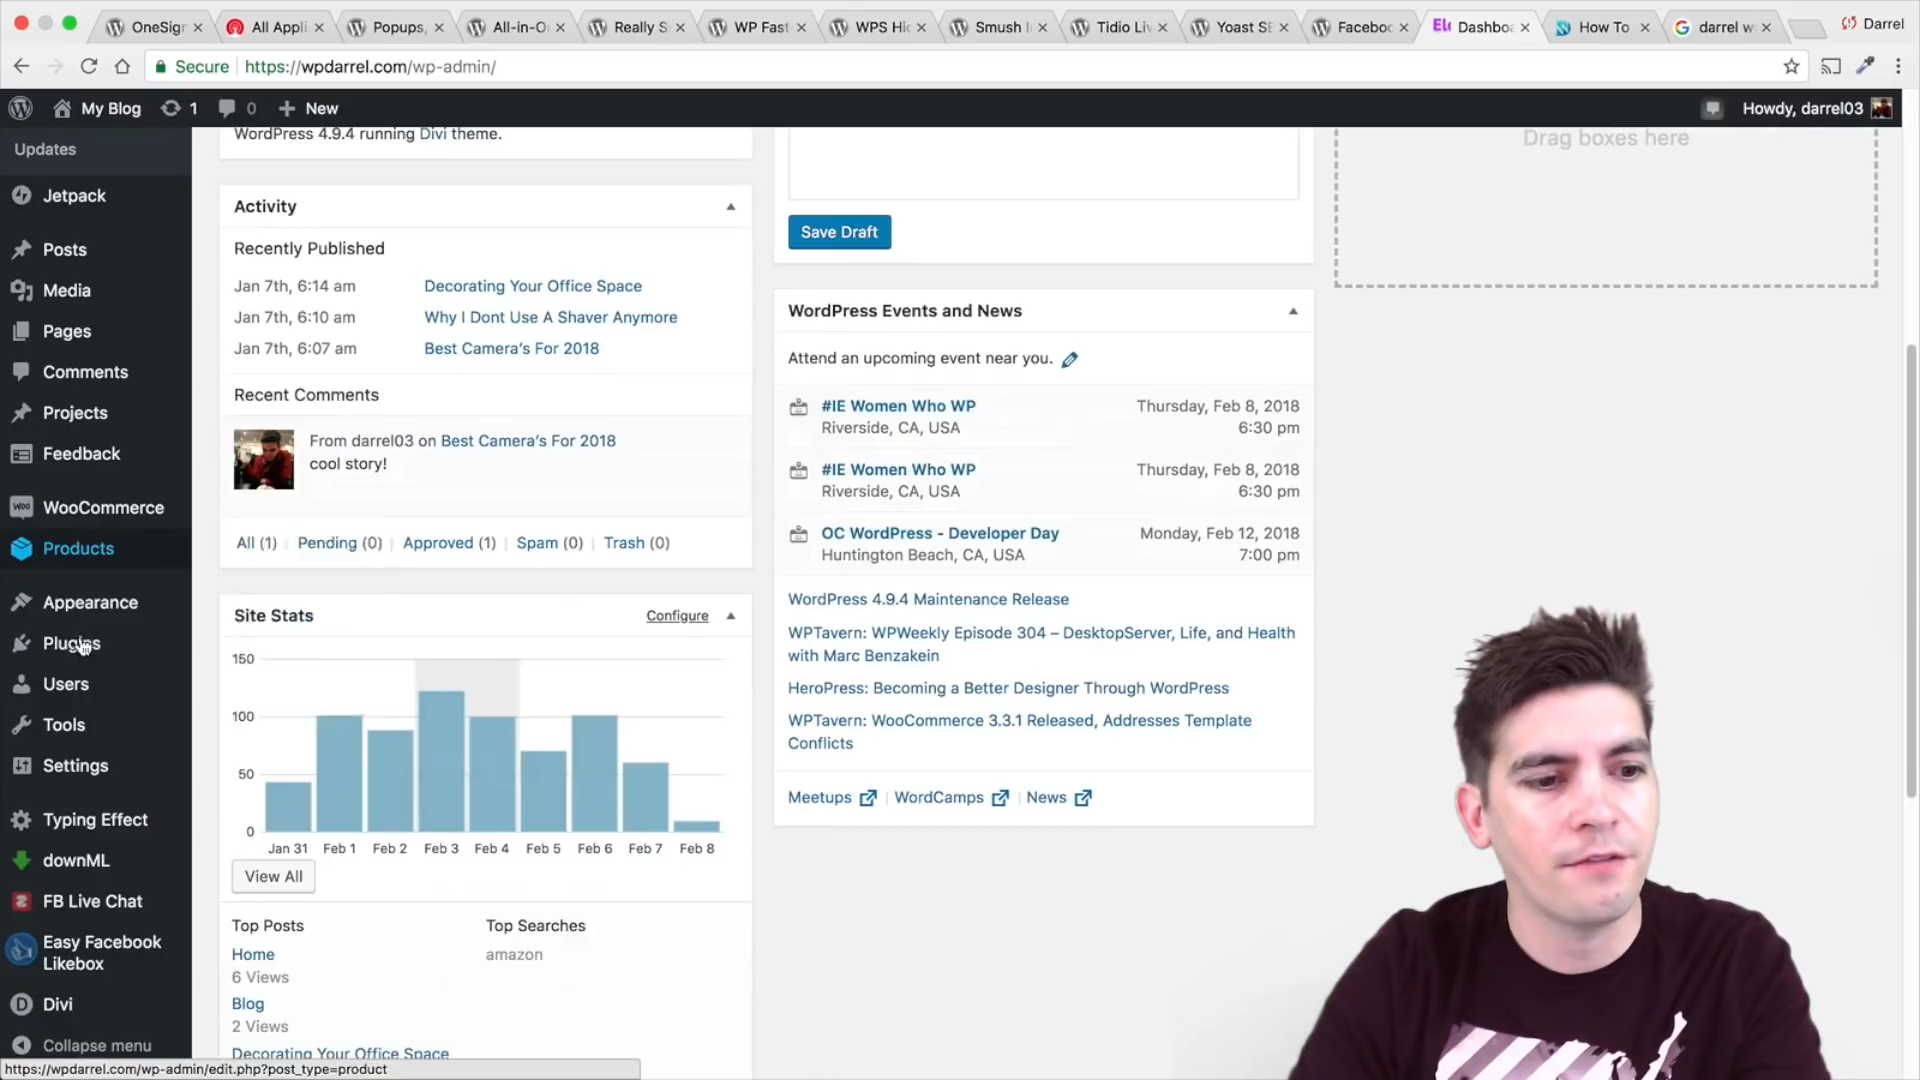 OneSigr
All Appli
Popups,
All-in-O
Really S
WP Fast
WPS Hi
Smush I
Tidio Liv
Yoast SE
Faceboo
El
Dashboa
How To
darrel w
Darrel
Secure
https://wpdarrel.com/wp-admin/
My Blog
1
0
New
Howdy, darrel03
Updates
Jetpack
Posts
Media
Pages
Comments
Projects
Feedback
WooCommerce
Products
Appearance
Plugins
Users
Tools
Settings
Typing Effect
downML
FB Live Chat
Easy Facebook
Likebox
Divi
Collapse menu
WordPress 4.9.4 running Divi theme.
Activity
Recently Published
Jan 7th, 6:14 am Decorating Your Office Space
Jan 7th, 6:10 am Why I Dont Use A Shaver Anymore
Jan 7th, 6:07 am Best Camera’s For 2018
Recent Comments
From darrel03 on Best Camera’s For 2018
cool story!
All (1) | Pending (0) | Approved (1) | Spam (0) | Trash (0)
Site Stats
Configure
150
100
50
0
Jan 31 Feb 1 Feb 2 Feb 3 Feb 4 Feb 5 Feb 6 Feb 7 Feb 8
View All
Top Posts Top Searches
Home amazon
6 Views
Blog
2 Views
Decorating Your Office Space
Save Draft
WordPress Events and News
Attend an upcoming event near you.
#IE Women Who WP Thursday, Feb 8, 2018
Riverside, CA, USA 6:30 pm
#IE Women Who WP Thursday, Feb 8, 2018
Riverside, CA, USA 6:30 pm
OC WordPress - Developer Day Monday, Feb 12, 2018
Huntington Beach, CA, USA 7:00 pm
WordPress 4.9.4 Maintenance Release
WPTavern: WPWeekly Episode 304 – DesktopServer, Life, and Health
with Marc Benzakein
HeroPress: Becoming a Better Designer Through WordPress
WPTavern: WooCommerce 3.3.1 Released, Addresses Template
Conflicts
Meetups | WordCamps | News
Drag boxes here
https://wpdarrel.com/wp-admin/edit.php?post_type=product